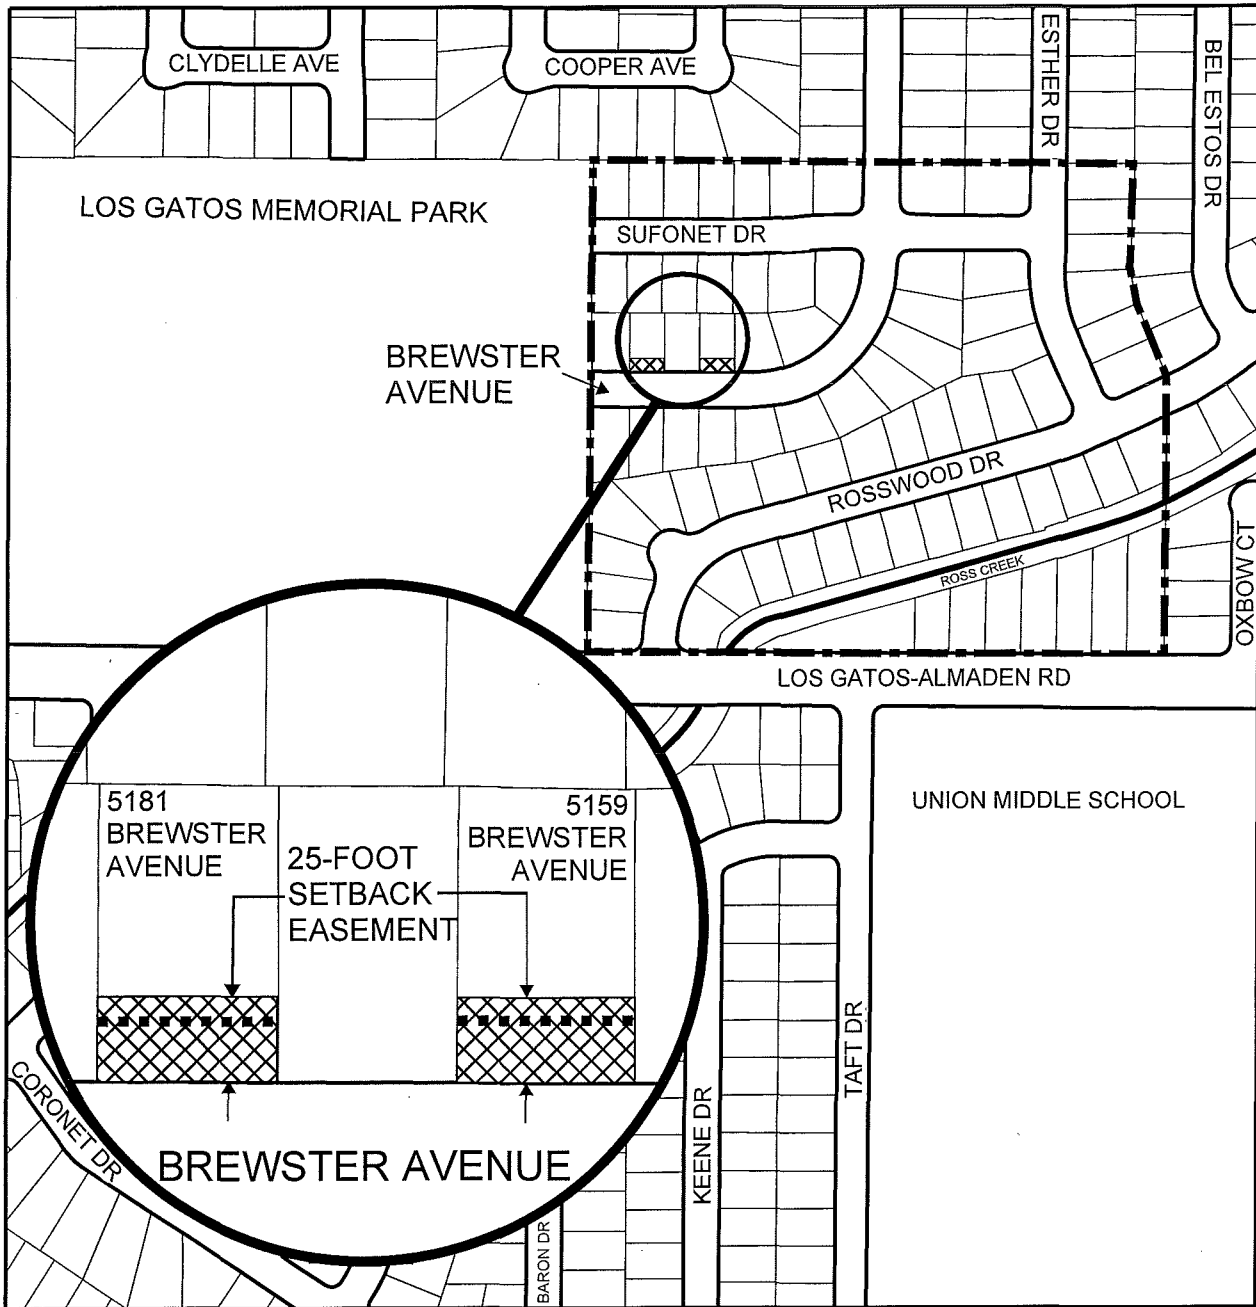 CLYDELLE AVE
COOPER AVE
ESTHER DR
BEL ESTOS DR
LOS GATOS MEMORIAL PARK
SUFONET DR
BREWSTER
AVENUE
ROSSWOOD DR
ROSS CREEK
OXBOW CT
LOS GATOS-ALMADEN RD
UNION MIDDLE SCHOOL
5181
BREWSTER
AVENUE
5159
BREWSTER
AVENUE
25-FOOT
SETBACK
EASEMENT
CORONET DR
BREWSTER AVENUE
BARON DR
KEENE DR
TAFT DR